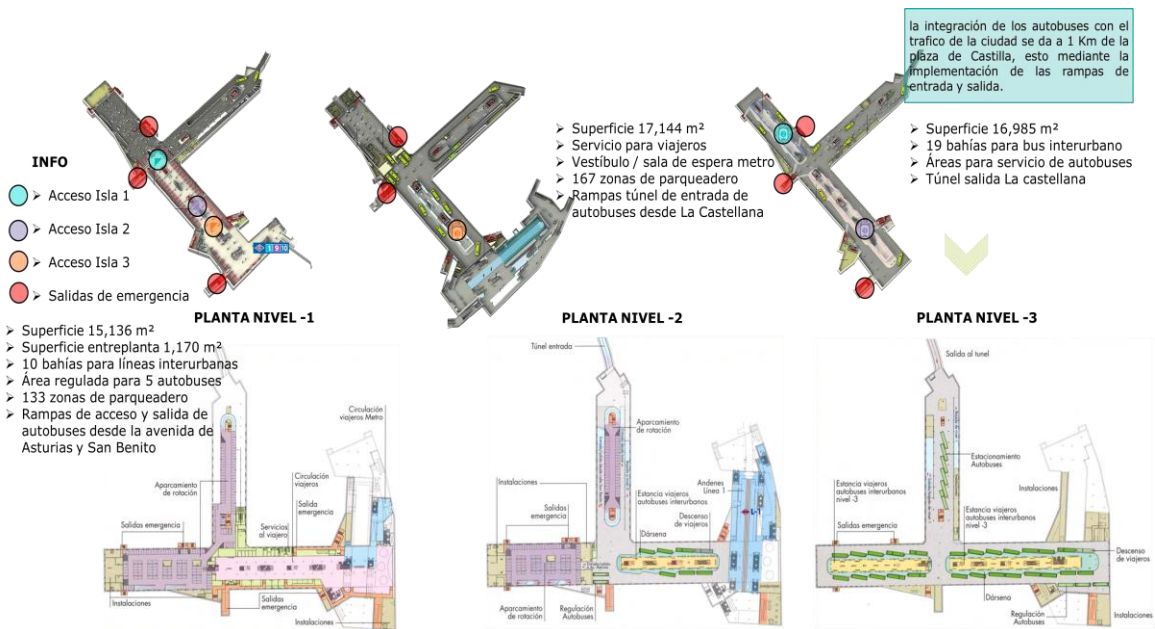 la integración de los autobuses con el
trafico de la ciudad se da a 1 Km de la
plaza de Castilla, esto mediante la
implementación de las rampas de
entrada y salida.
INFO
Acceso Isla 1
Acceso Isla 2
Acceso Isla 3
Salidas de emergencia
1 9 10
➢ Superficie 17,144 m²
➢ Servicio para viajeros
➢ Vestíbulo / sala de espera metro
➢ 167 zonas de parqueadero
➢ Rampas túnel de entrada de
autobuses desde La Castellana
➢ Superficie 16,985 m²
➢ 19 bahías para bus interurbano
➢ Áreas para servicio de autobuses
➢ Túnel salida La castellana
PLANTA NIVEL -1
PLANTA NIVEL -2
PLANTA NIVEL -3
➢ Superficie 15,136 m²
➢ Superficie entreplanta 1,170 m²
➢ 10 bahías para líneas interurbanas
➢ Área regulada para 5 autobuses
➢ 133 zonas de parqueadero
➢ Rampas de acceso y salida de
autobuses desde la avenida de
Asturias y San Benito
Circulación
viajeros Metro
Aparcamiento
de rotación
Circulación
viajeros
Salida
emergencia
Salidas emergencia
Servicios
al viajero
Instalaciones
Salidas
emergencia
Instalaciones
Túnel entrada
Aparcamiento
de rotación
Instalaciones
Andenes
Línea 1
L-1
Estancia viajeros
autobuses interurbanos
Salidas
emergencia
Descenso
de viajeros
Dársena
Aparcamiento
de rotación
Regulación
Autobuses
Salida al tunel
Estacionamiento
Autobuses
Estancia viajeros
autobuses interurbanos
nivel -3
Instalaciones
Estancia viajeros
autobuses interurbanos
nivel -3
Salidas emergencia
Descenso
de viajeros
Dársena
Regulación
Autobuses
Instalaciones